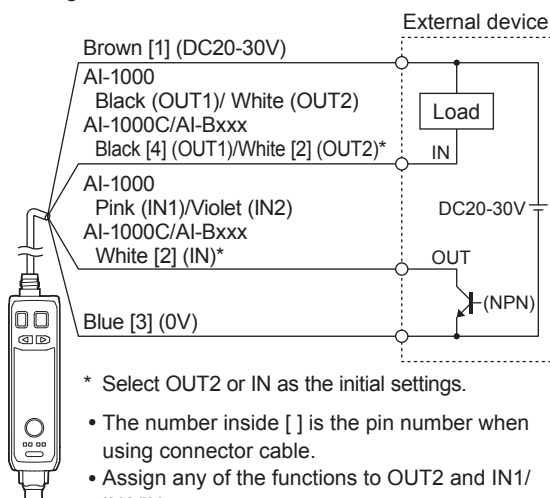 External device
Brown [1] (DC20-30V)
AI-1000
Black (OUT1)/ White (OUT2)
AI-1000C/AI-Bxxx
Black [4] (OUT1)/White [2] (OUT2)*
Load
IN
AI-1000
Pink (IN1)/Violet (IN2)
AI-1000C/AI-Bxxx
White [2] (IN)*
DC20-30V
OUT
(NPN)
Blue [3] (0V)
* Select OUT2 or IN as the initial settings.
• The number inside [ ] is the pin number when
using connector cable.
• Assign any of the functions to OUT2 and IN1/